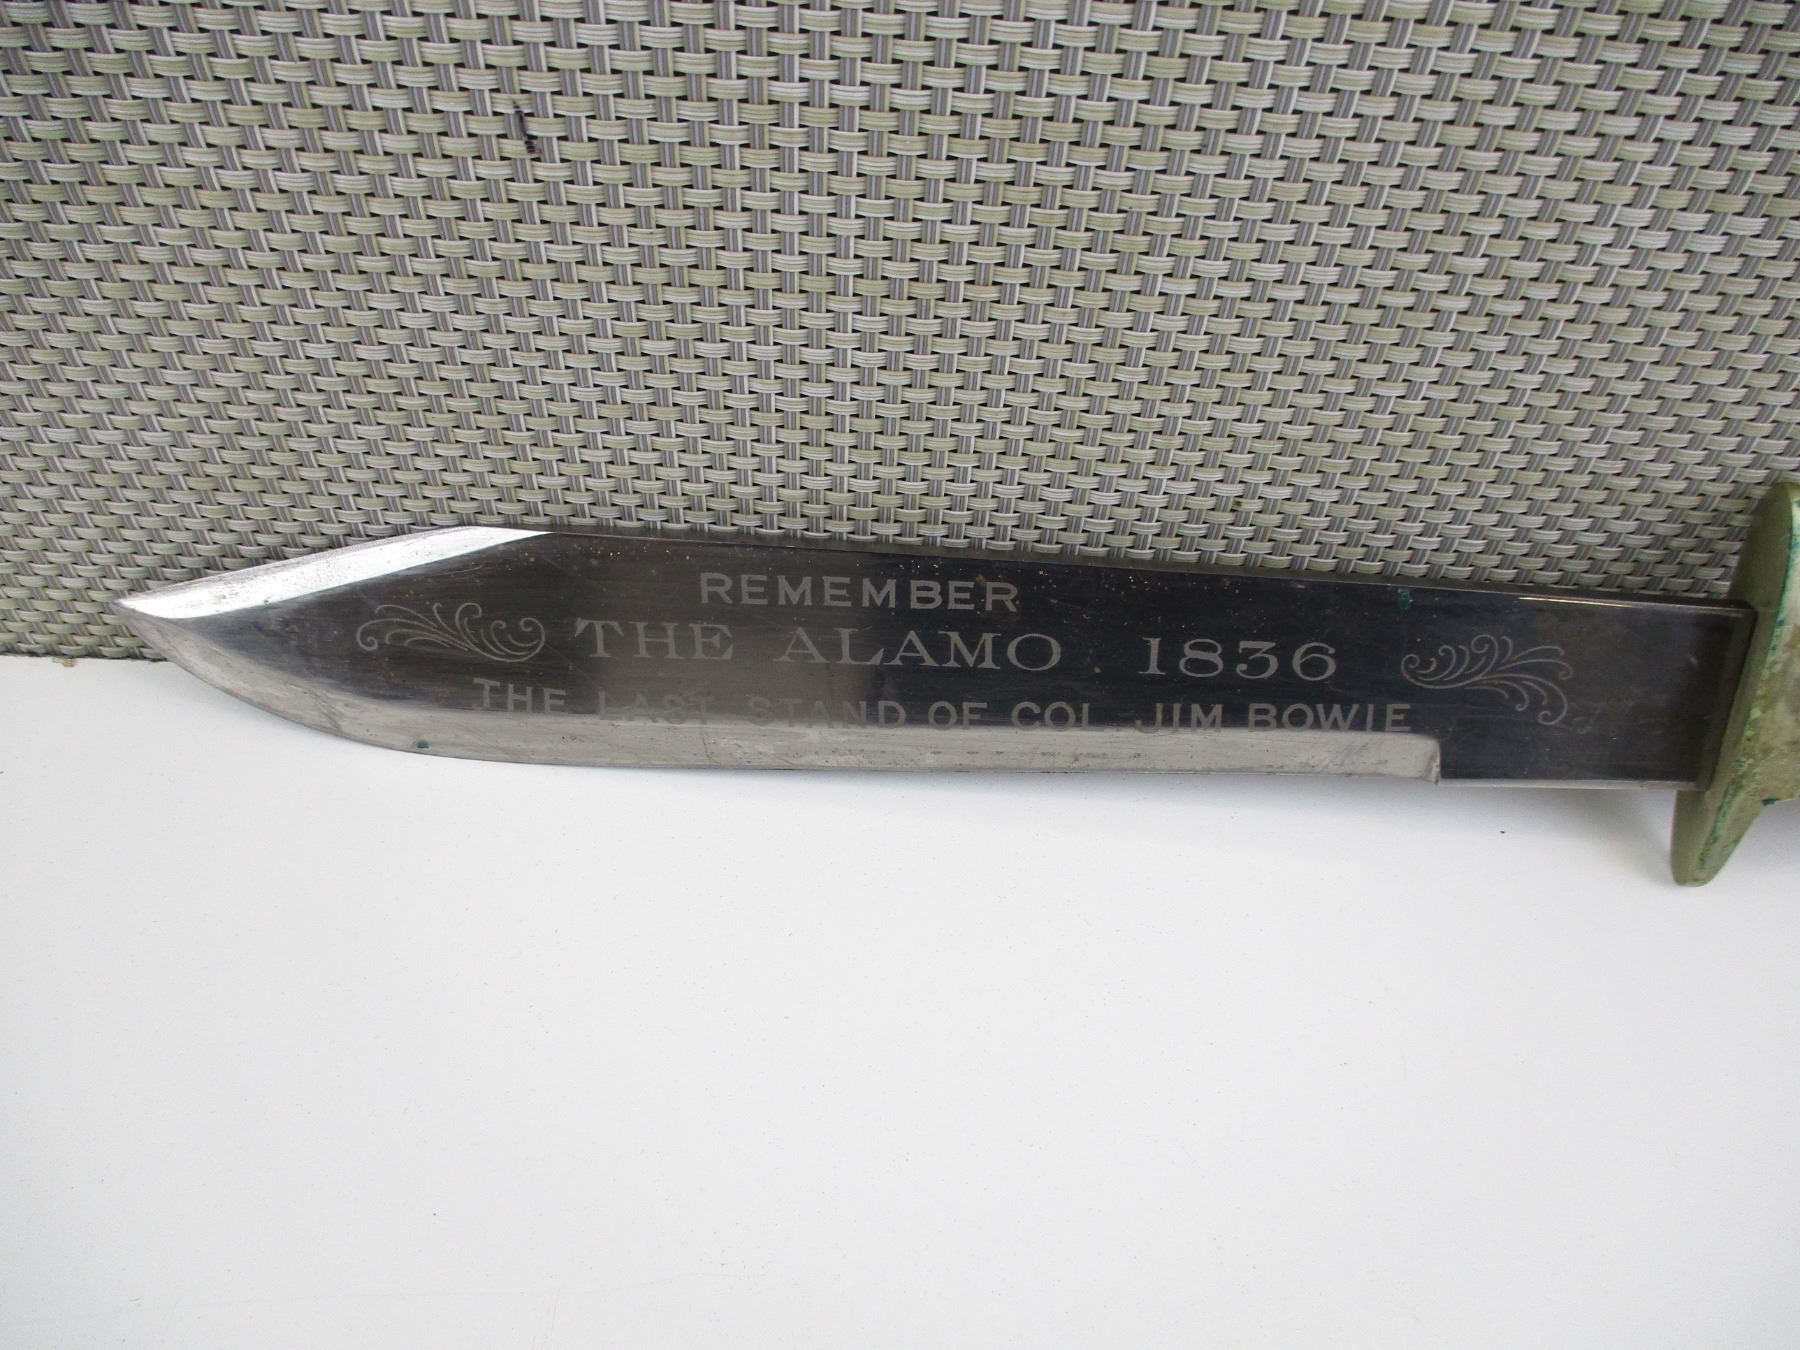 REMEMBER
THE ALAMO 1836
THE LAST STAND OF COL JIM BOWIE